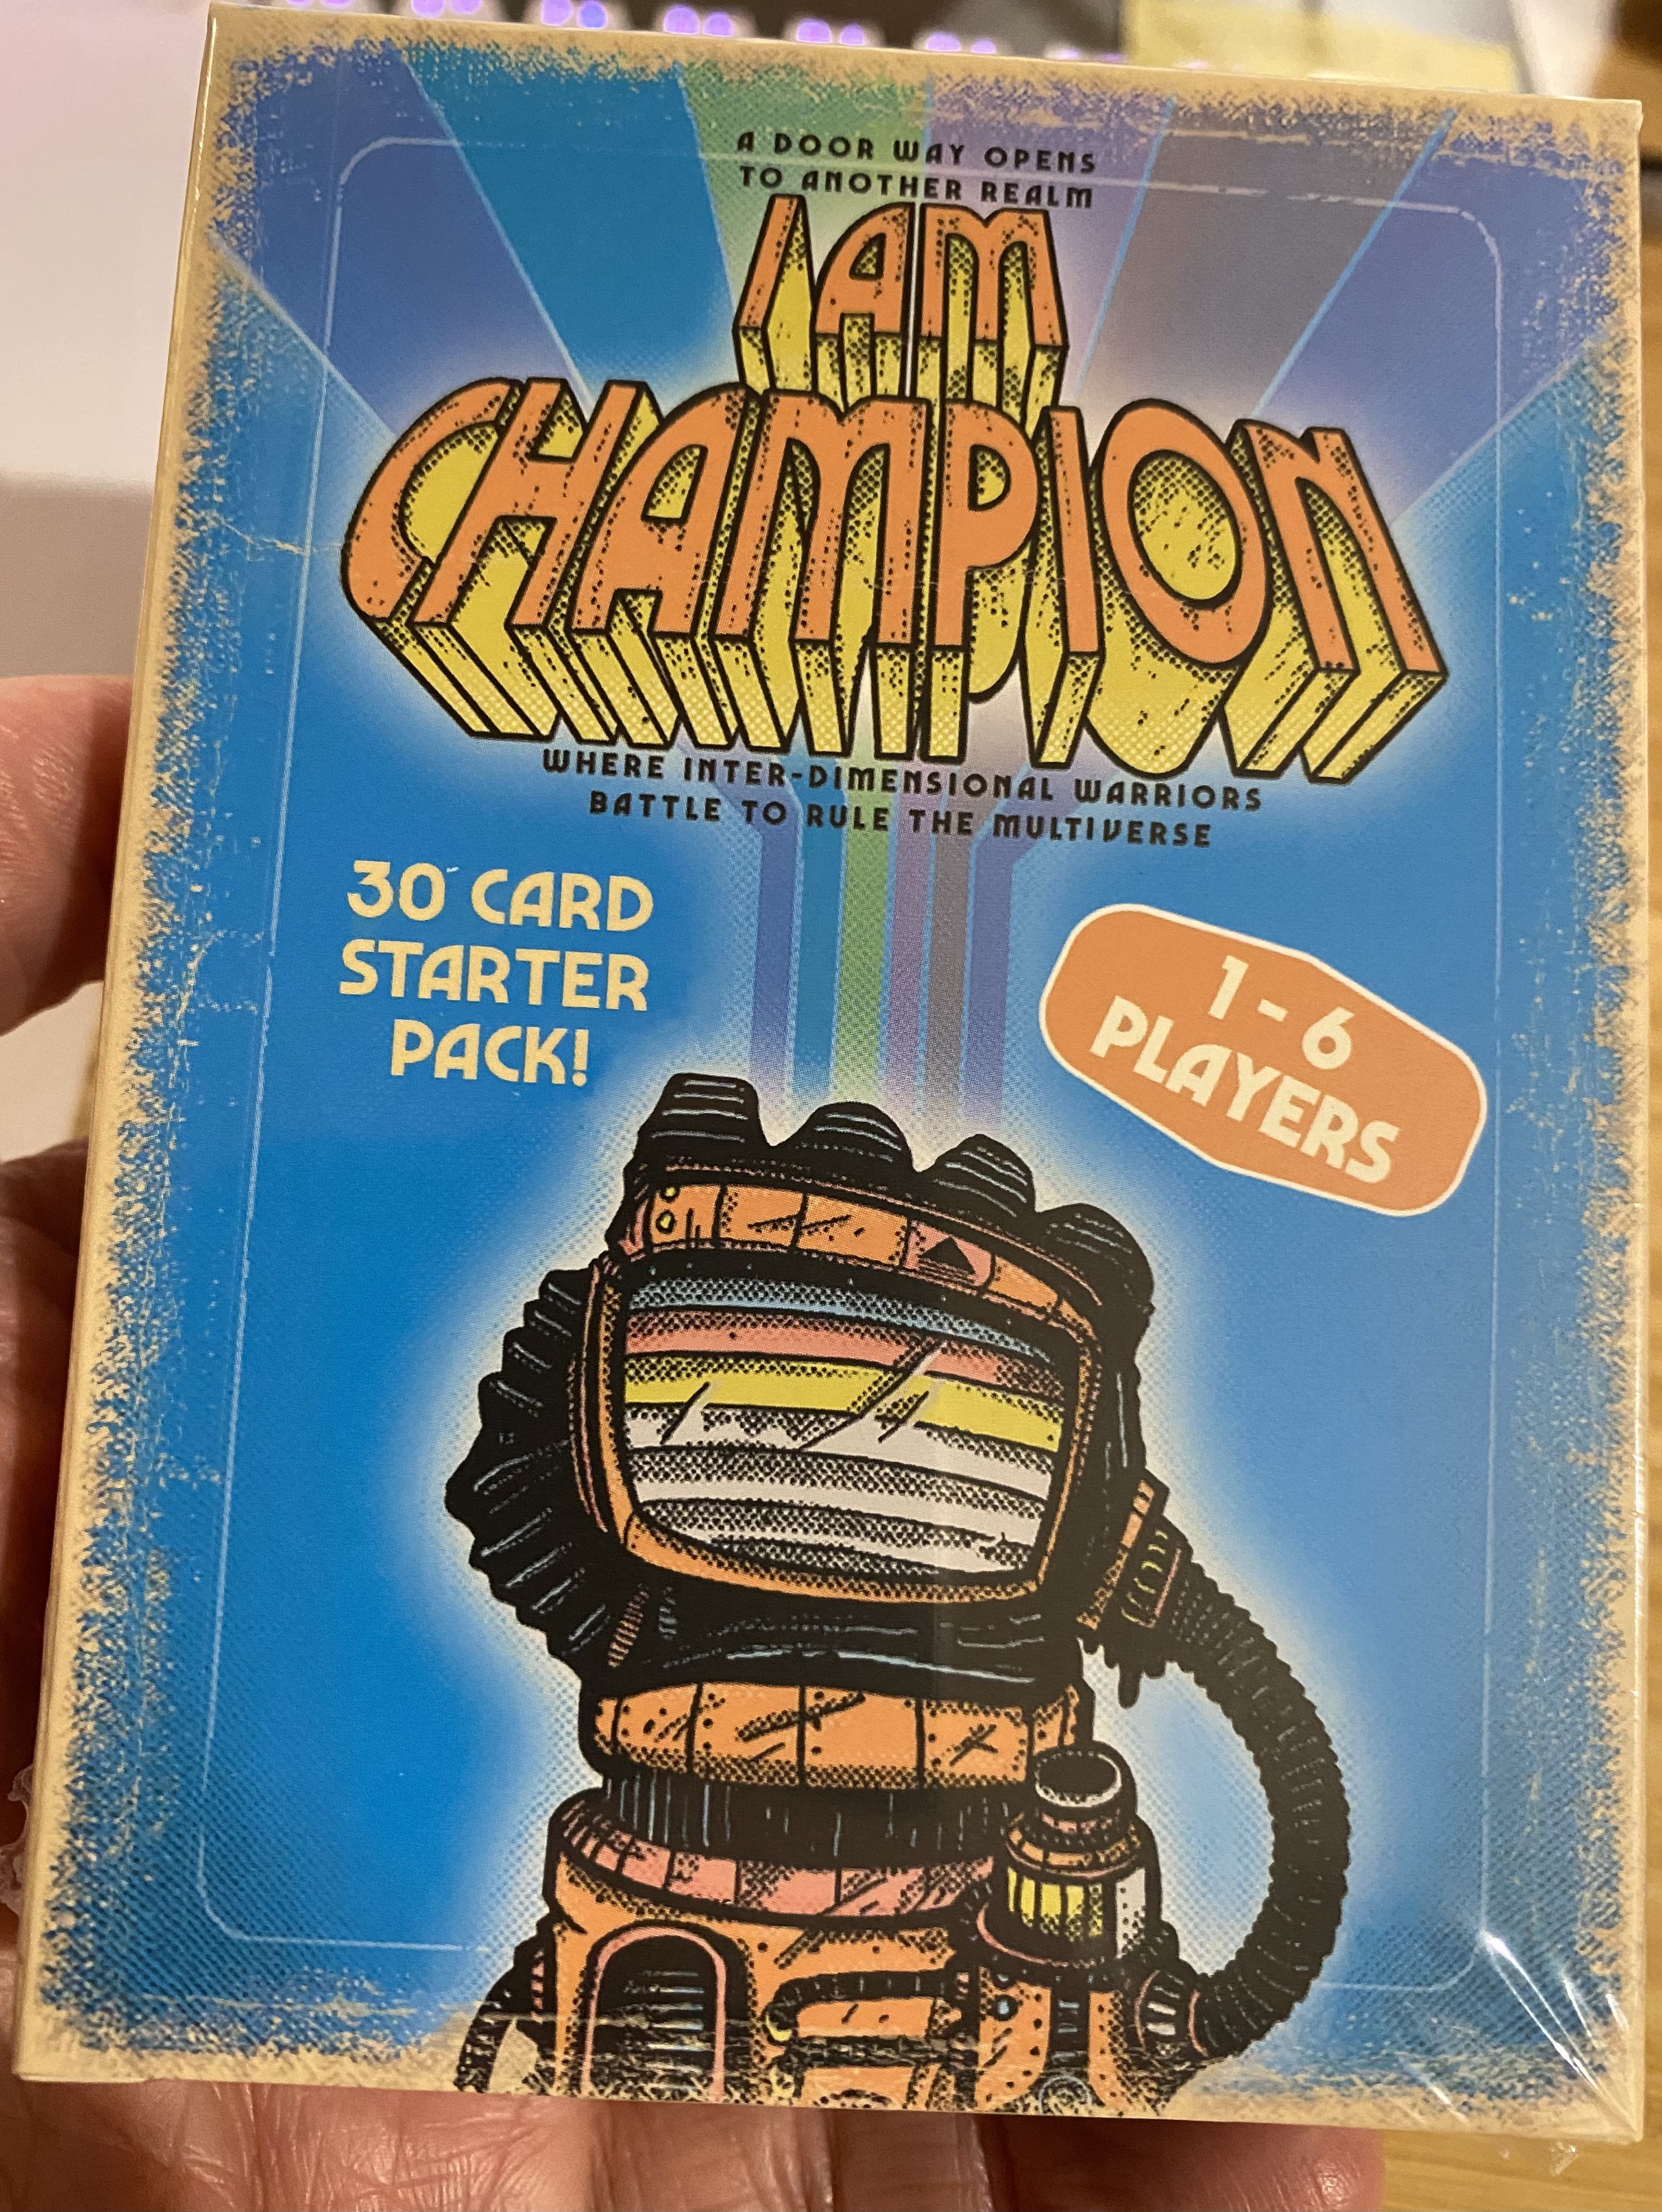 A DOOR WAY OPENS
TO ANOTHER REALM
I AM
CHAMPION
WHERE INTER-DIMENSIONAL WARRIORS
BATTLE TO RULE THE MULTIVERSE
30 CARD
STARTER
PACK!
1 - 6
PLAYERS